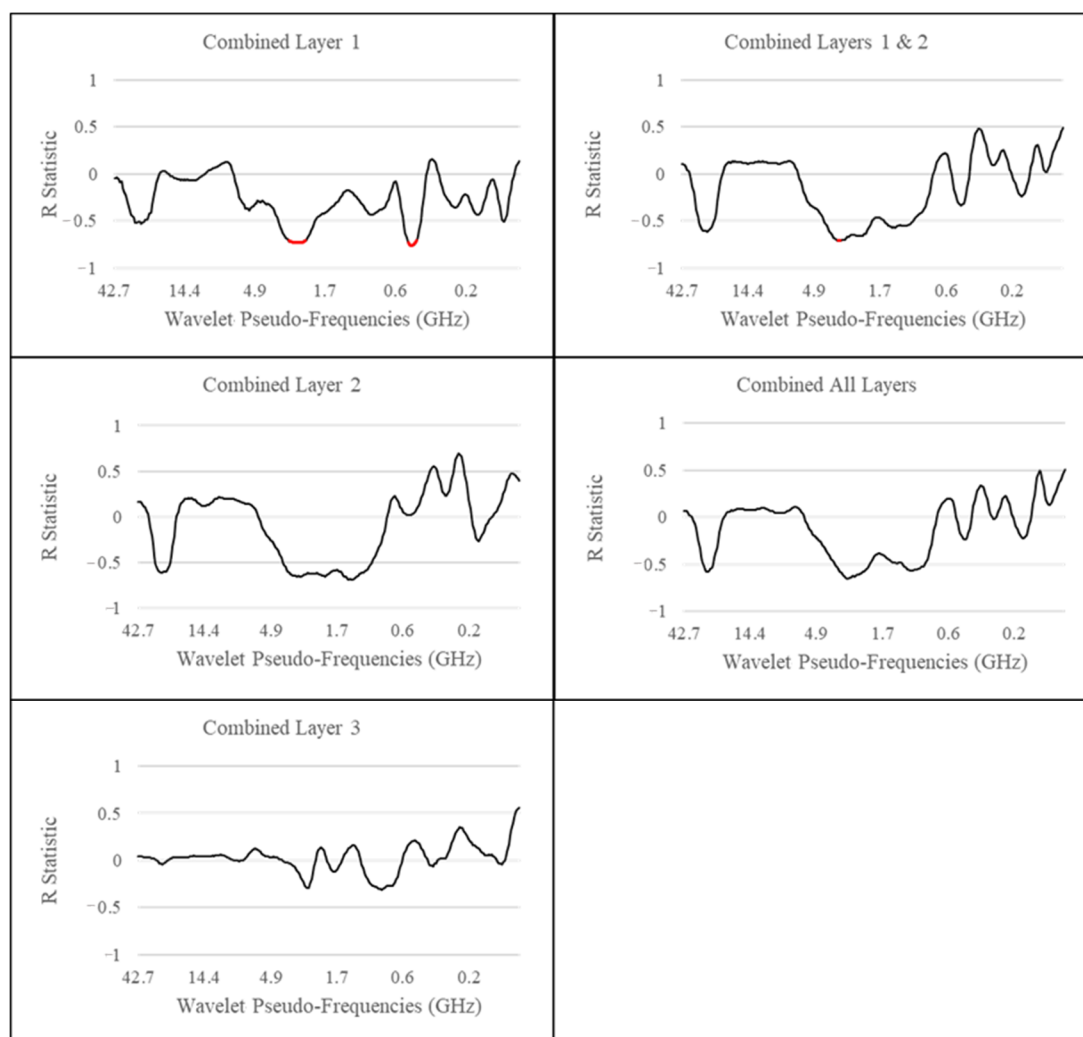 Combined Layer 1
R Statistic
1
0.5
0
−0.5
−1
42.7 14.4 4.9 1.7 0.6 0.2
Wavelet Pseudo-Frequencies (GHz)
Combined Layers 1 & 2
R Statistic
1
0.5
0
−0.5
−1
42.7 14.4 4.9 1.7 0.6 0.2
Wavelet Pseudo-Frequencies (GHz)
Combined Layer 2
R Statistic
1
0.5
0
−0.5
−1
42.7 14.4 4.9 1.7 0.6 0.2
Wavelet Pseudo-Frequencies (GHz)
Combined All Layers
R Statistic
1
0.5
0
−0.5
−1
42.7 14.4 4.9 1.7 0.6 0.2
Wavelet Pseudo-Frequencies (GHz)
Combined Layer 3
R Statistic
1
0.5
0
−0.5
−1
42.7 14.4 4.9 1.7 0.6 0.2
Wavelet Pseudo-Frequencies (GHz)